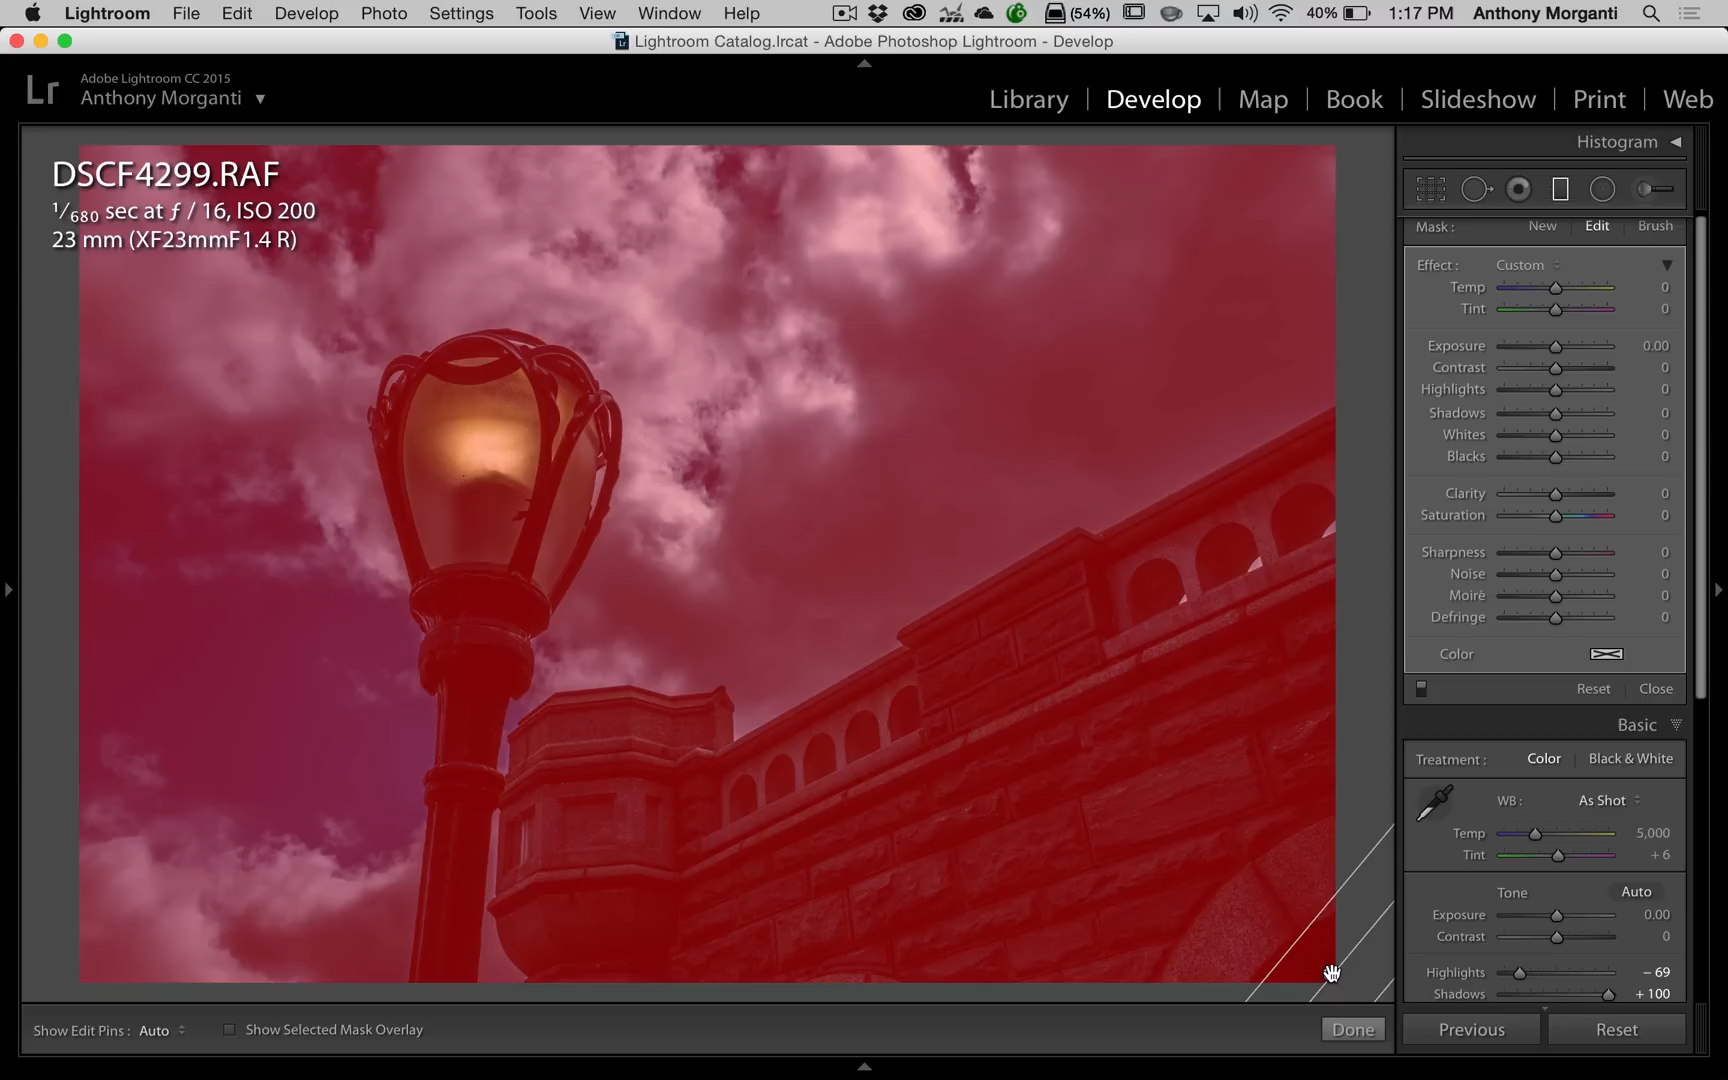 Lightroom File Edit Develop Photo Settings Tools View Window Help (54%) 40% 1:17 PM Anthony Morganti
Lightroom Catalog.lrcat - Adobe Photoshop Lightroom - Develop
Lr
Adobe Lightroom CC 2015
Anthony Morganti
Library | Develop | Map | Book | Slideshow | Print | Web
DSCF4299.RAF
1/680 sec at ƒ / 16, ISO 200
23 mm (XF23mmF1.4 R)
Histogram
Mask : New Edit Brush
Effect : Custom
Temp 0
Tint 0
Exposure 0.00
Contrast 0
Highlights 0
Shadows 0
Whites 0
Blacks 0
Clarity 0
Saturation 0
Sharpness 0
Noise 0
Moiré 0
Defringe 0
Color
Reset Close
Basic
Treatment : Color | Black & White
WB : As Shot
Temp 5,000
Tint + 6
Tone Auto
Exposure 0.00
Contrast 0
Highlights − 69
Shadows + 100
Show Edit Pins : Auto Show Selected Mask Overlay Done
Previous Reset